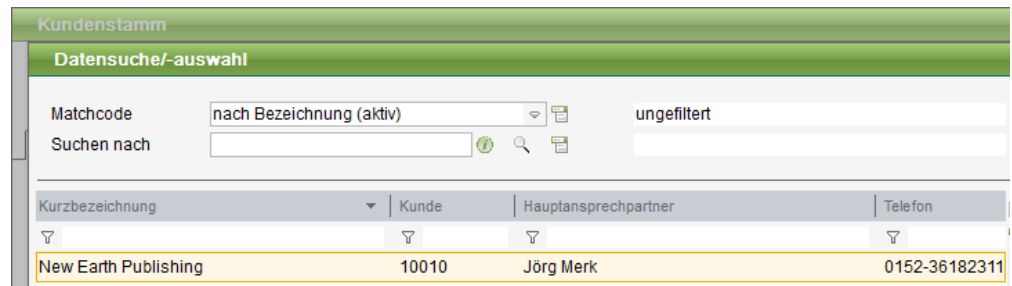 Kundenstamm
Datensuche/-auswahl
Matchcode nach Bezeichnung (aktiv) ungefiltert
Suchen nach
Kurzbezeichnung Kunde Hauptansprechpartner Telefon
New Earth Publishing 10010 Jörg Merk 0152-36182311